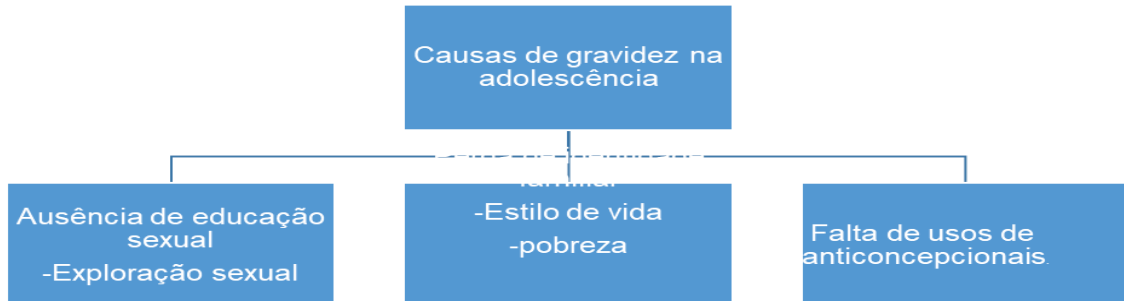 Causas de gravidez na
adolescência
Ausência de educação
sexual
-Exploração sexual
familiar
-Estilo de vida
-pobreza
Falta de usos de
anticoncepcionais.